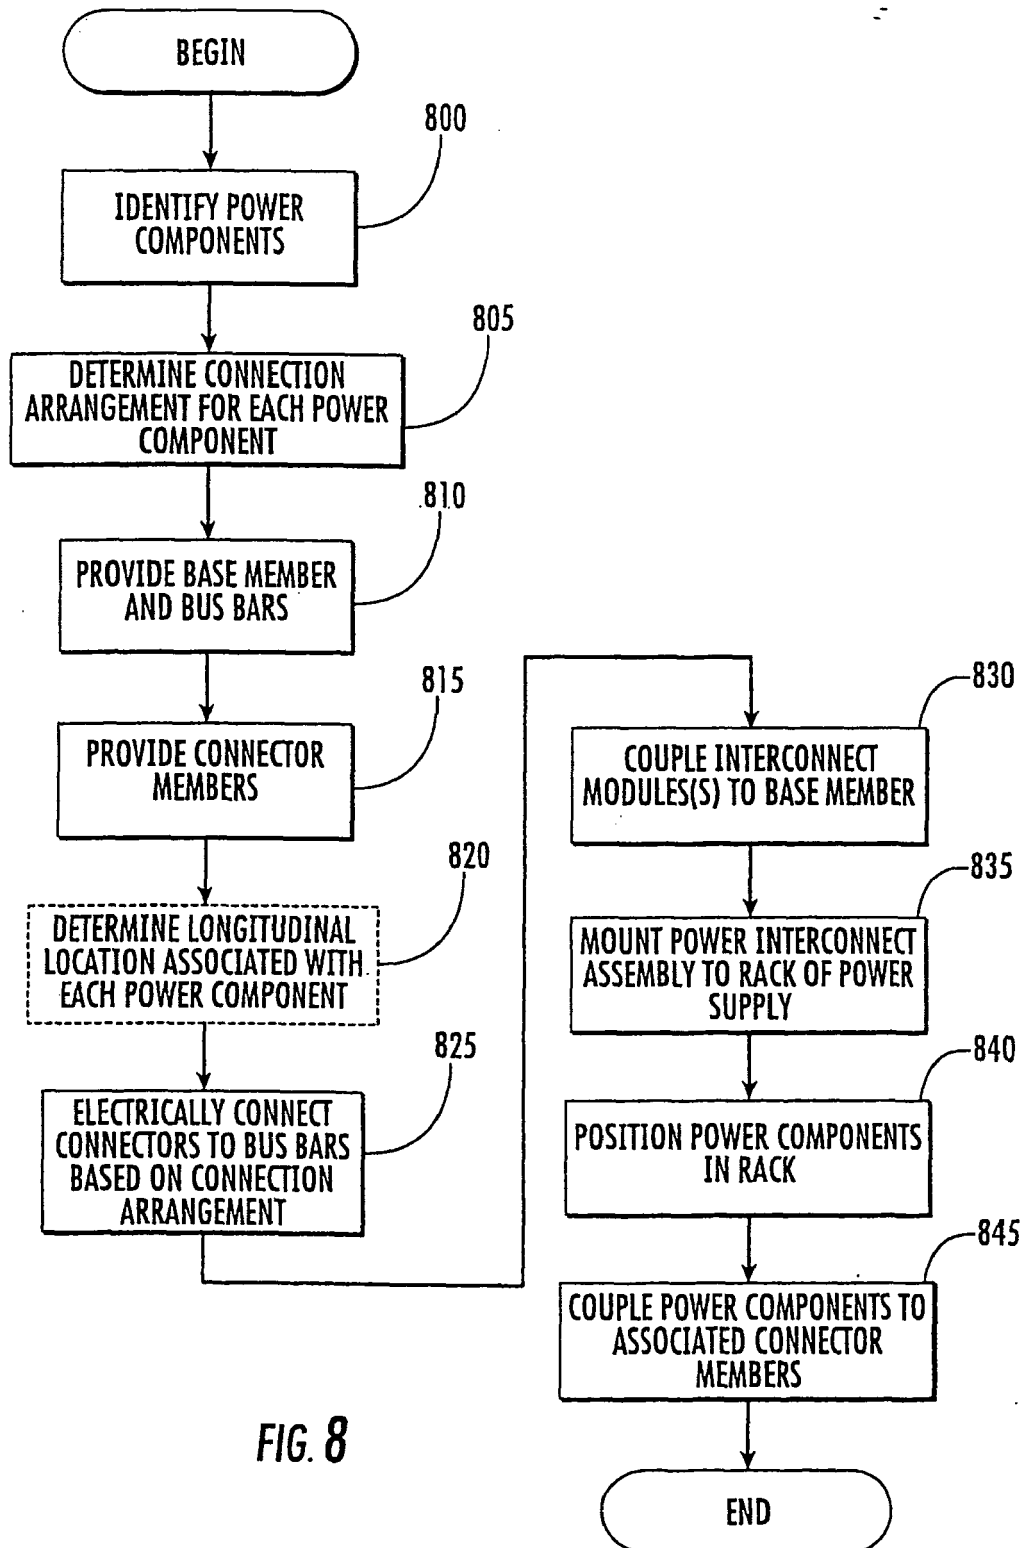 BEGIN
800
IDENTIFY POWER
COMPONENTS
805
DETERMINE CONNECTION
ARRANGEMENT FOR EACH POWER
COMPONENT
810
PROVIDE BASE MEMBER
AND BUS BARS
815
PROVIDE CONNECTOR
MEMBERS
820
DETERMINE LONGITUDINAL
LOCATION ASSOCIATED WITH
EACH POWER COMPONENT
825
ELECTRICALLY CONNECT
CONNECTORS TO BUS BARS
BASED ON CONNECTION
ARRANGEMENT
830
COUPLE INTERCONNECT
MODULES(S) TO BASE MEMBER
835
MOUNT POWER INTERCONNECT
ASSEMBLY TO RACK OF POWER
SUPPLY
840
POSITION POWER COMPONENTS
IN RACK
845
COUPLE POWER COMPONENTS TO
ASSOCIATED CONNECTOR
MEMBERS
END
FIG. 8